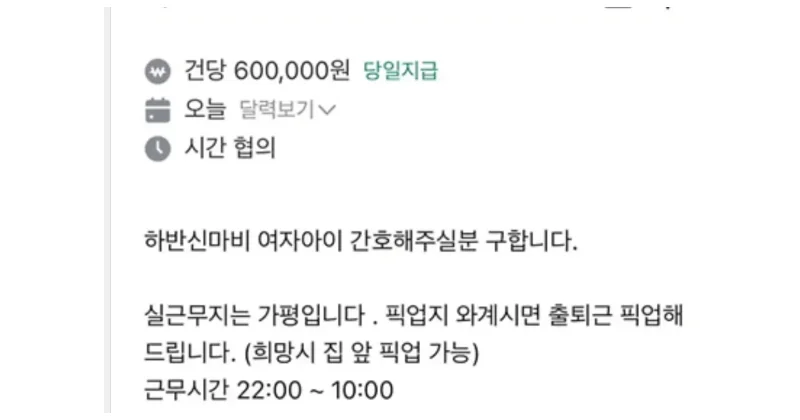 건당 600,000원 당일지급
오늘 달력보기
시간 협의
하반신마비 여자아이 간호해주실분 구합니다.
실근무지는 가평입니다 . 픽업지 와계시면 출퇴근 픽업해
드립니다. (희망시 집 앞 픽업 가능)
근무시간 22:00 ~ 10:00